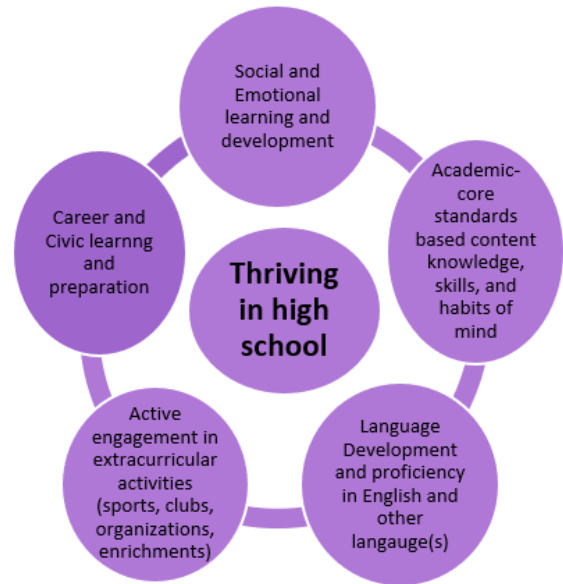 Social and
Emotional
learning and
development
Academic-
core
standards
based content
knowledge,
skills, and
habits of
mind
Language
Development
and proficiency
in English and
other
langauge(s)
Active
engagement in
extracurricular
activities
(sports, clubs,
organizations,
enrichments)
Career and
Civic learnng
and
preparation
Thriving
in high
school